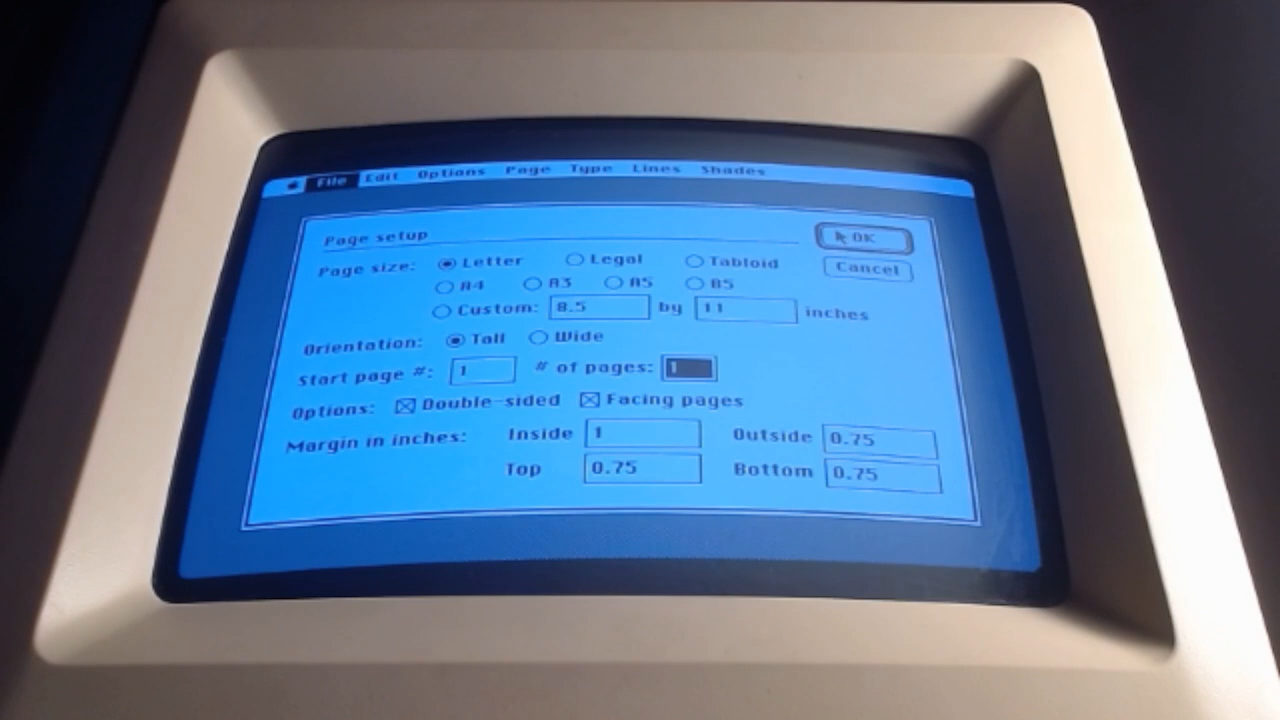 File Edit Options Page Type Lines Shades
Page setup OK
Page size: Letter Legal Tabloid Cancel
A4 A3 A5 B5
Custom: 8.5 by 11 inches
Orientation: Tall Wide
Start page #: 1 # of pages: 1
Options: Double-sided Facing pages
Margin in inches: Inside 1 Outside 0.75
Top 0.75 Bottom 0.75